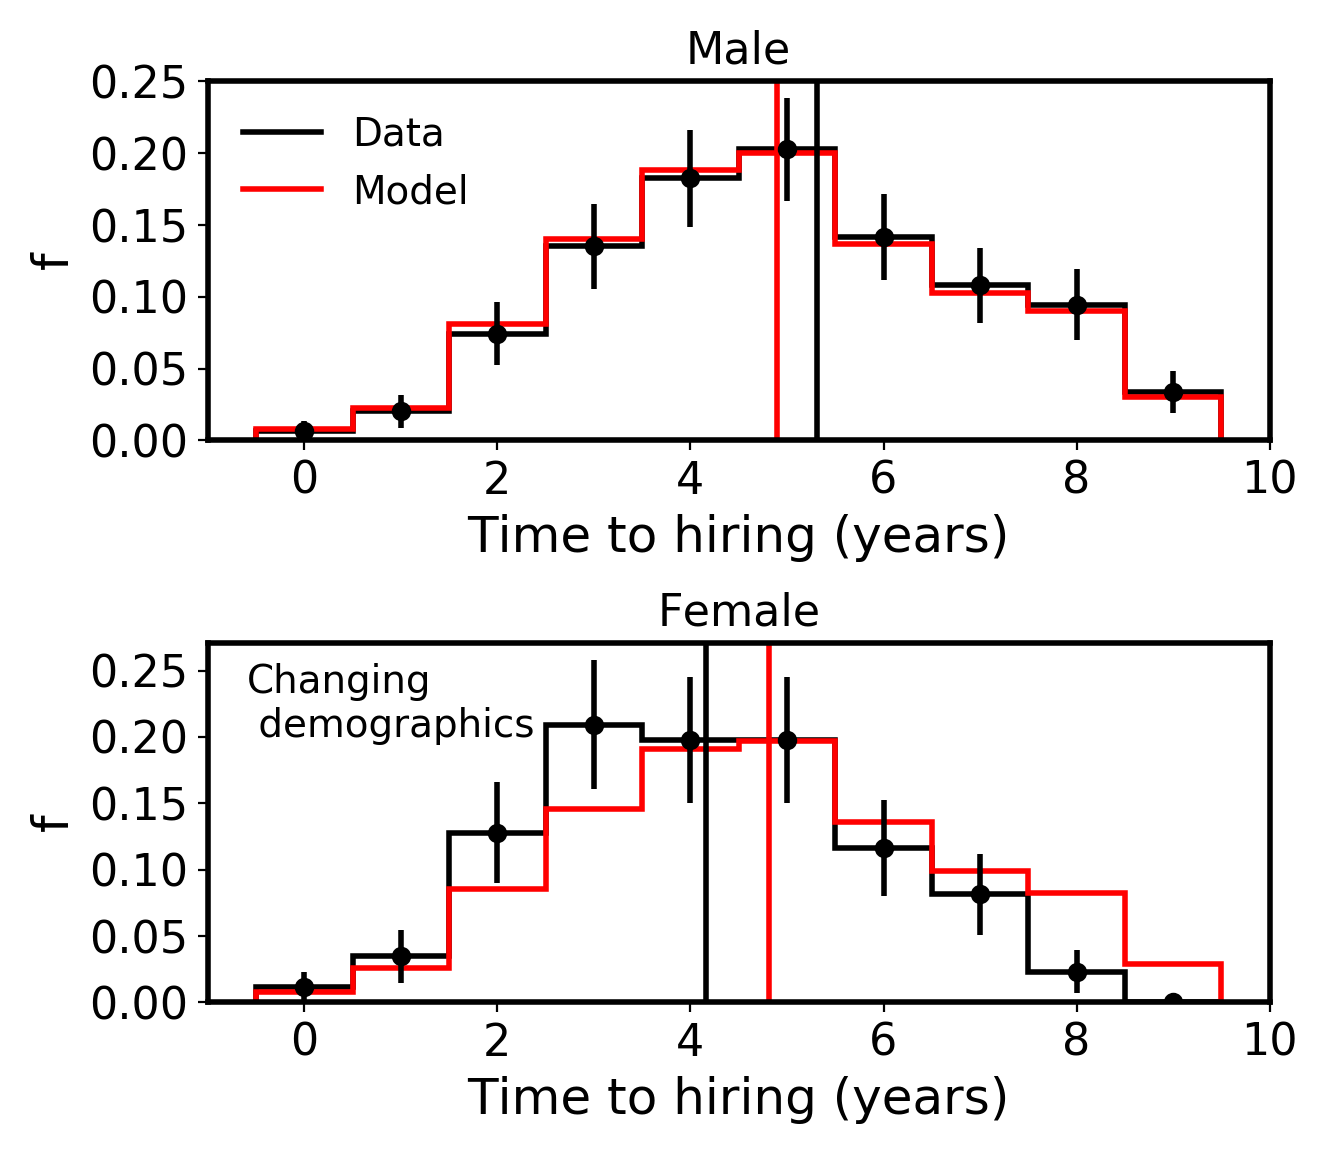 Male
0.25
0.20
0.15
0.10
0.05
0.00
f
Data
Model
0 2 4 6 8 10
Time to hiring (years)
Female
0.25
0.20
0.15
0.10
0.05
0.00
f
Changing
demographics
0 2 4 6 8 10
Time to hiring (years)